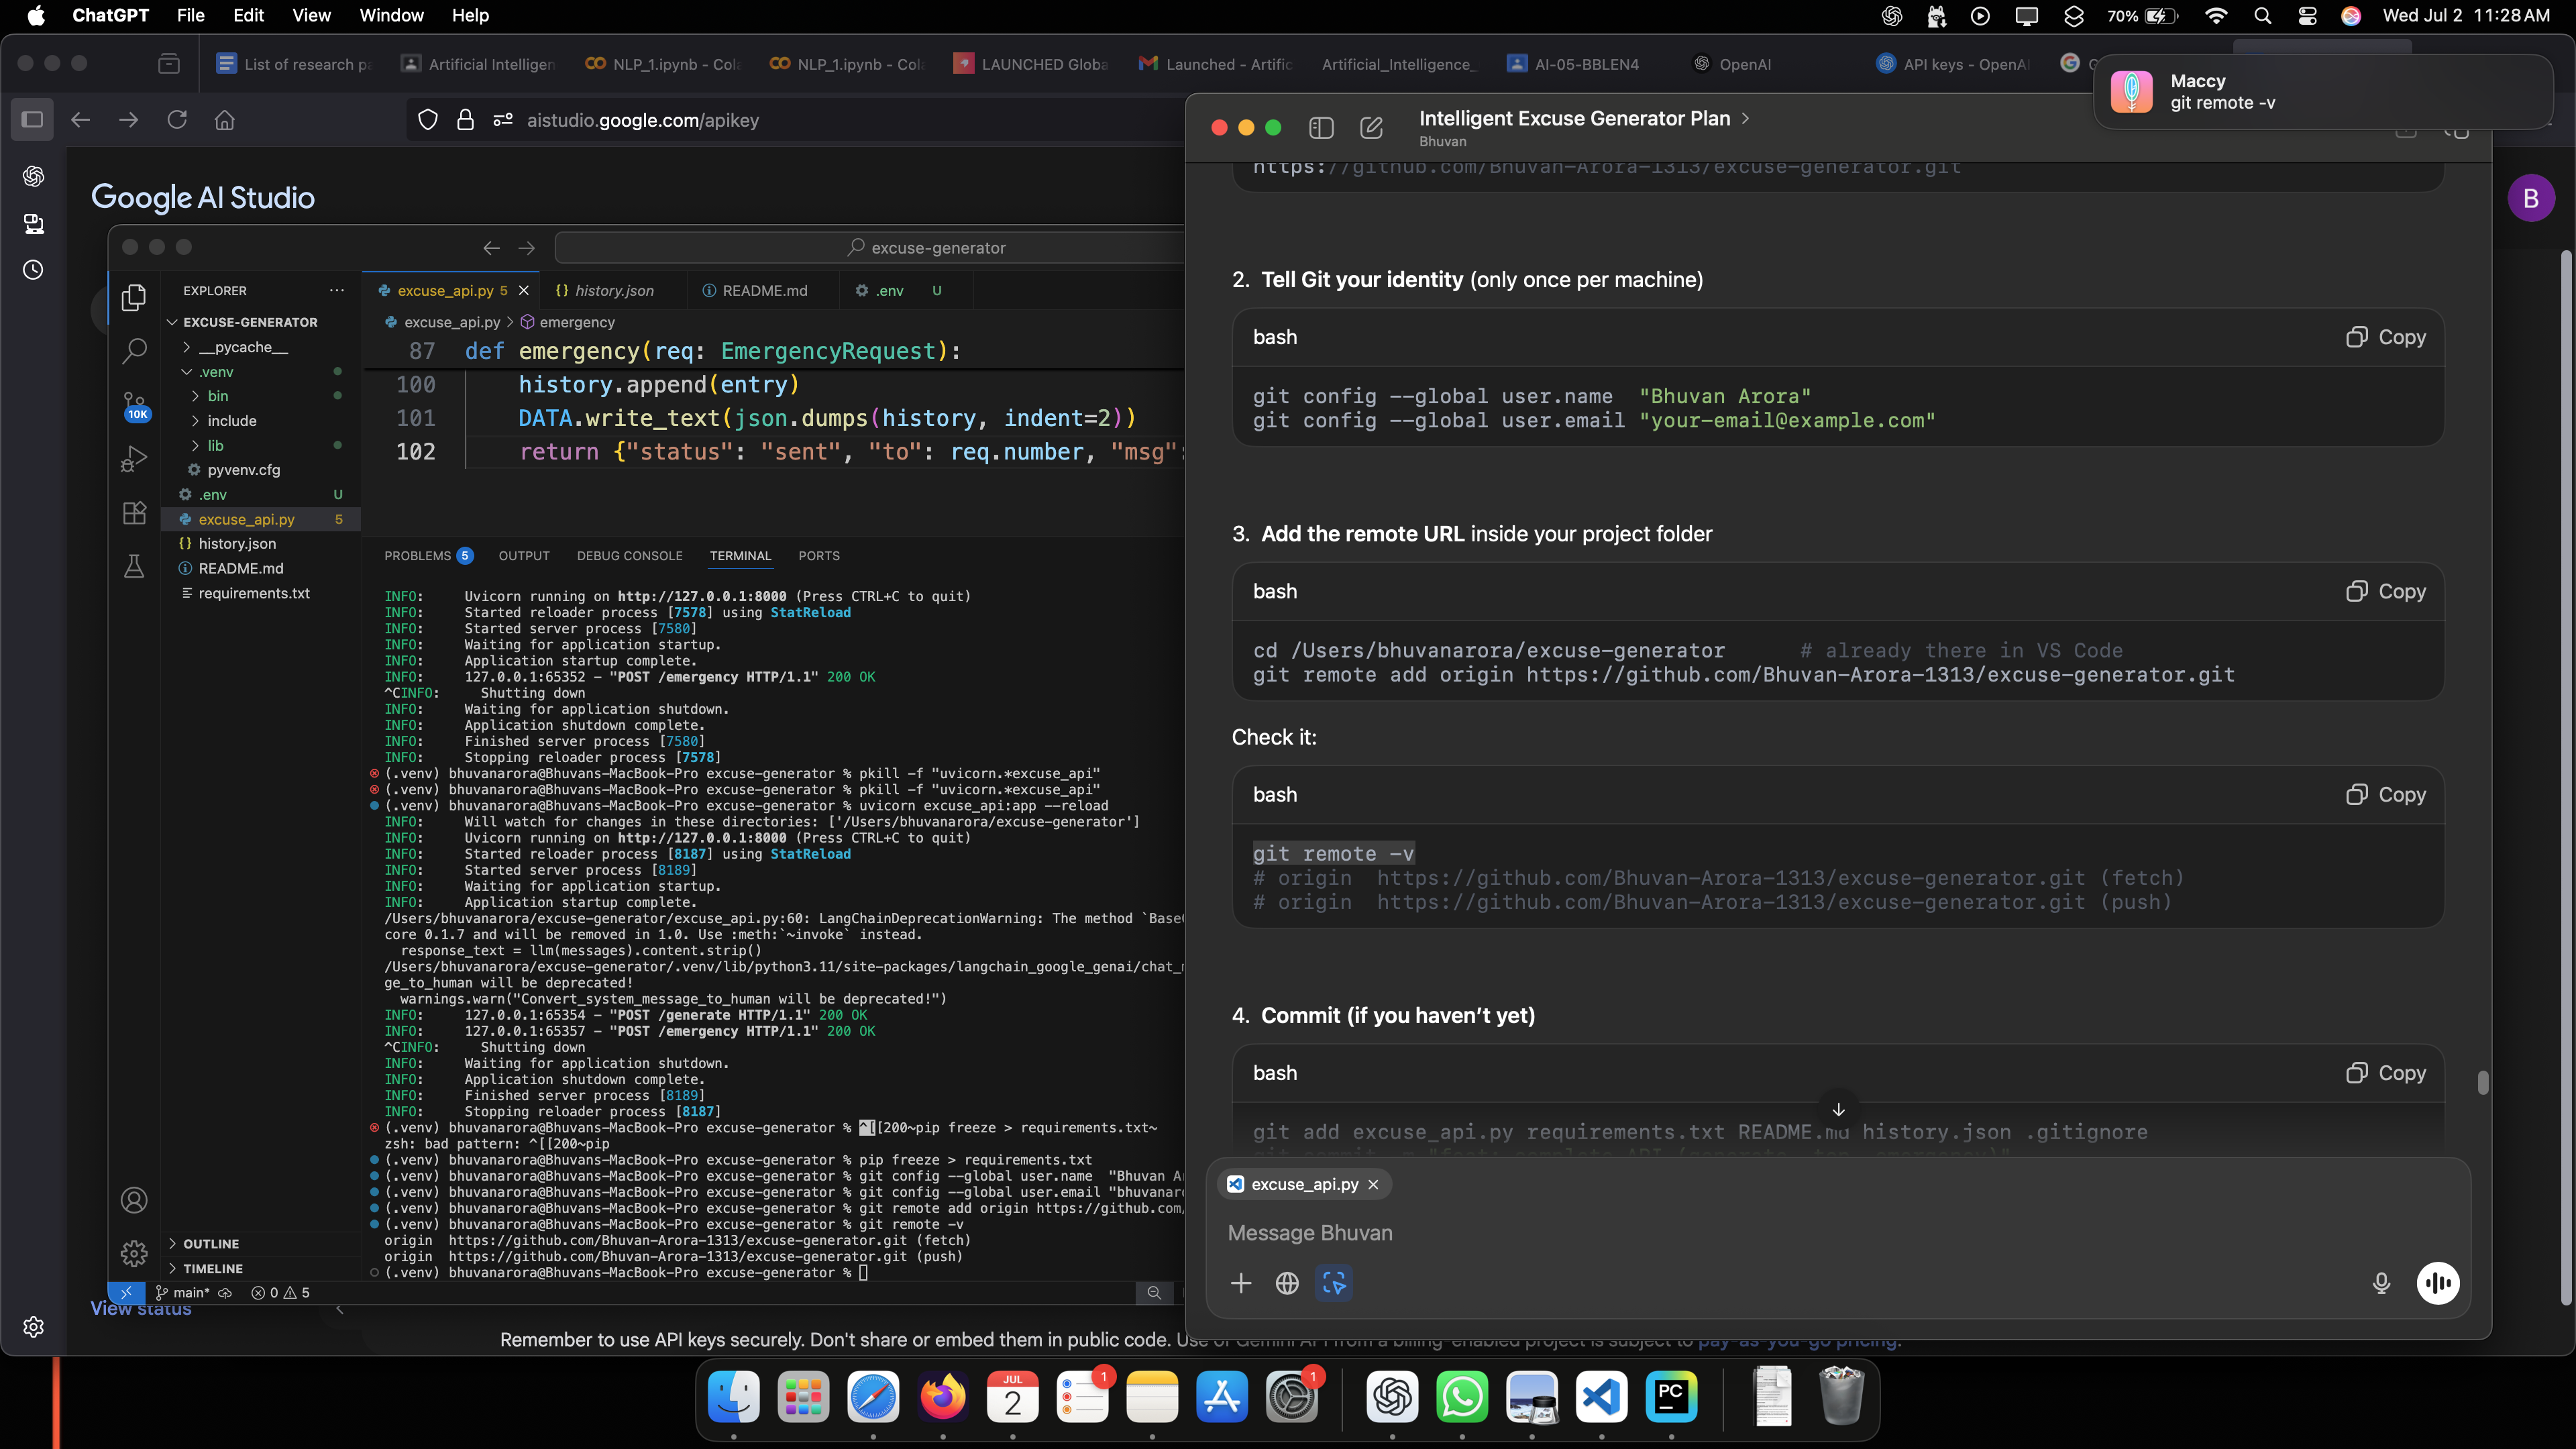 ChatGPT File Edit View Window Help
70% Wed Jul 2 11:28 AM
List of research pa
Artificial Intelligen
NLP_1.ipynb - Cola
NLP_1.ipynb - Cola
LAUNCHED Globa
Launched - Artific
Artificial_Intelligence_
AI-05-BBLEN4
OpenAI
API keys - OpenAI
aistudio.google.com/apikey
Maccy
git remote -v
Google AI Studio
B
excuse-generator
EXPLORER
excuse_api.py 5
history.json
README.md
.env U
EXCUSE-GENERATOR
__pycache__
.venv
bin
include
lib
pyvenv.cfg
.env U
excuse_api.py 5
history.json
README.md
requirements.txt
OUTLINE
TIMELINE
10K
excuse_api.py > emergency
87 def emergency(req: EmergencyRequest):
100 history.append(entry)
101 DATA.write_text(json.dumps(history, indent=2))
102 return {"status": "sent", "to": req.number, "msg":
PROBLEMS 5 OUTPUT DEBUG CONSOLE TERMINAL PORTS
INFO: Uvicorn running on http://127.0.0.1:8000 (Press CTRL+C to quit)
INFO: Started reloader process [7578] using StatReload
INFO: Started server process [7580]
INFO: Waiting for application startup.
INFO: Application startup complete.
INFO: 127.0.0.1:65352 - "POST /emergency HTTP/1.1" 200 OK
^CINFO: Shutting down
INFO: Waiting for application shutdown.
INFO: Application shutdown complete.
INFO: Finished server process [7580]
INFO: Stopping reloader process [7578]
(.venv) bhuvanarora@Bhuvans-MacBook-Pro excuse-generator % pkill -f "uvicorn.*excuse_api"
(.venv) bhuvanarora@Bhuvans-MacBook-Pro excuse-generator % pkill -f "uvicorn.*excuse_api"
(.venv) bhuvanarora@Bhuvans-MacBook-Pro excuse-generator % uvicorn excuse_api:app --reload
INFO: Will watch for changes in these directories: ['/Users/bhuvanarora/excuse-generator']
INFO: Uvicorn running on http://127.0.0.1:8000 (Press CTRL+C to quit)
INFO: Started reloader process [8187] using StatReload
INFO: Started server process [8189]
INFO: Waiting for application startup.
INFO: Application startup complete.
/Users/bhuvanarora/excuse-generator/excuse_api.py:60: LangChainDeprecationWarning: The method `Base
core 0.1.7 and will be removed in 1.0. Use :meth:`~invoke` instead.
response_text = llm(messages).content.strip()
/Users/bhuvanarora/excuse-generator/.venv/lib/python3.11/site-packages/langchain_google_genai/chat_
ge_to_human will be deprecated!
warnings.warn("Convert_system_message_to_human will be deprecated!")
INFO: 127.0.0.1:65354 - "POST /generate HTTP/1.1" 200 OK
INFO: 127.0.0.1:65357 - "POST /emergency HTTP/1.1" 200 OK
^CINFO: Shutting down
INFO: Waiting for application shutdown.
INFO: Application shutdown complete.
INFO: Finished server process [8189]
INFO: Stopping reloader process [8187]
(.venv) bhuvanarora@Bhuvans-MacBook-Pro excuse-generator % ^[[200~pip freeze > requirements.txt~
zsh: bad pattern: ^[[200~pip
(.venv) bhuvanarora@Bhuvans-MacBook-Pro excuse-generator % pip freeze > requirements.txt
(.venv) bhuvanarora@Bhuvans-MacBook-Pro excuse-generator % git config --global user.name "Bhuvan A
(.venv) bhuvanarora@Bhuvans-MacBook-Pro excuse-generator % git config --global user.email "bhuvanaro
(.venv) bhuvanarora@Bhuvans-MacBook-Pro excuse-generator % git remote add origin https://github.com/
(.venv) bhuvanarora@Bhuvans-MacBook-Pro excuse-generator % git remote -v
origin https://github.com/Bhuvan-Arora-1313/excuse-generator.git (fetch)
origin https://github.com/Bhuvan-Arora-1313/excuse-generator.git (push)
(.venv) bhuvanarora@Bhuvans-MacBook-Pro excuse-generator %
main* 0 5
View status
Remember to use API keys securely. Don't share or embed them in public code. Use of Gemini API from a billing-enabled project is subject to pay-as-you-go pricing.
Intelligent Excuse Generator Plan >
Bhuvan
https://github.com/Bhuvan-Arora-1313/excuse-generator.git
2. Tell Git your identity (only once per machine)
bash Copy
git config --global user.name "Bhuvan Arora"
git config --global user.email "your-email@example.com"
3. Add the remote URL inside your project folder
bash Copy
cd /Users/bhuvanarora/excuse-generator # already there in VS Code
git remote add origin https://github.com/Bhuvan-Arora-1313/excuse-generator.git
Check it:
bash Copy
git remote -v
# origin https://github.com/Bhuvan-Arora-1313/excuse-generator.git (fetch)
# origin https://github.com/Bhuvan-Arora-1313/excuse-generator.git (push)
4. Commit (if you haven't yet)
bash Copy
git add excuse_api.py requirements.txt README.md history.json .gitignore
excuse_api.py
Message Bhuvan
JUL
2
1
1
PC